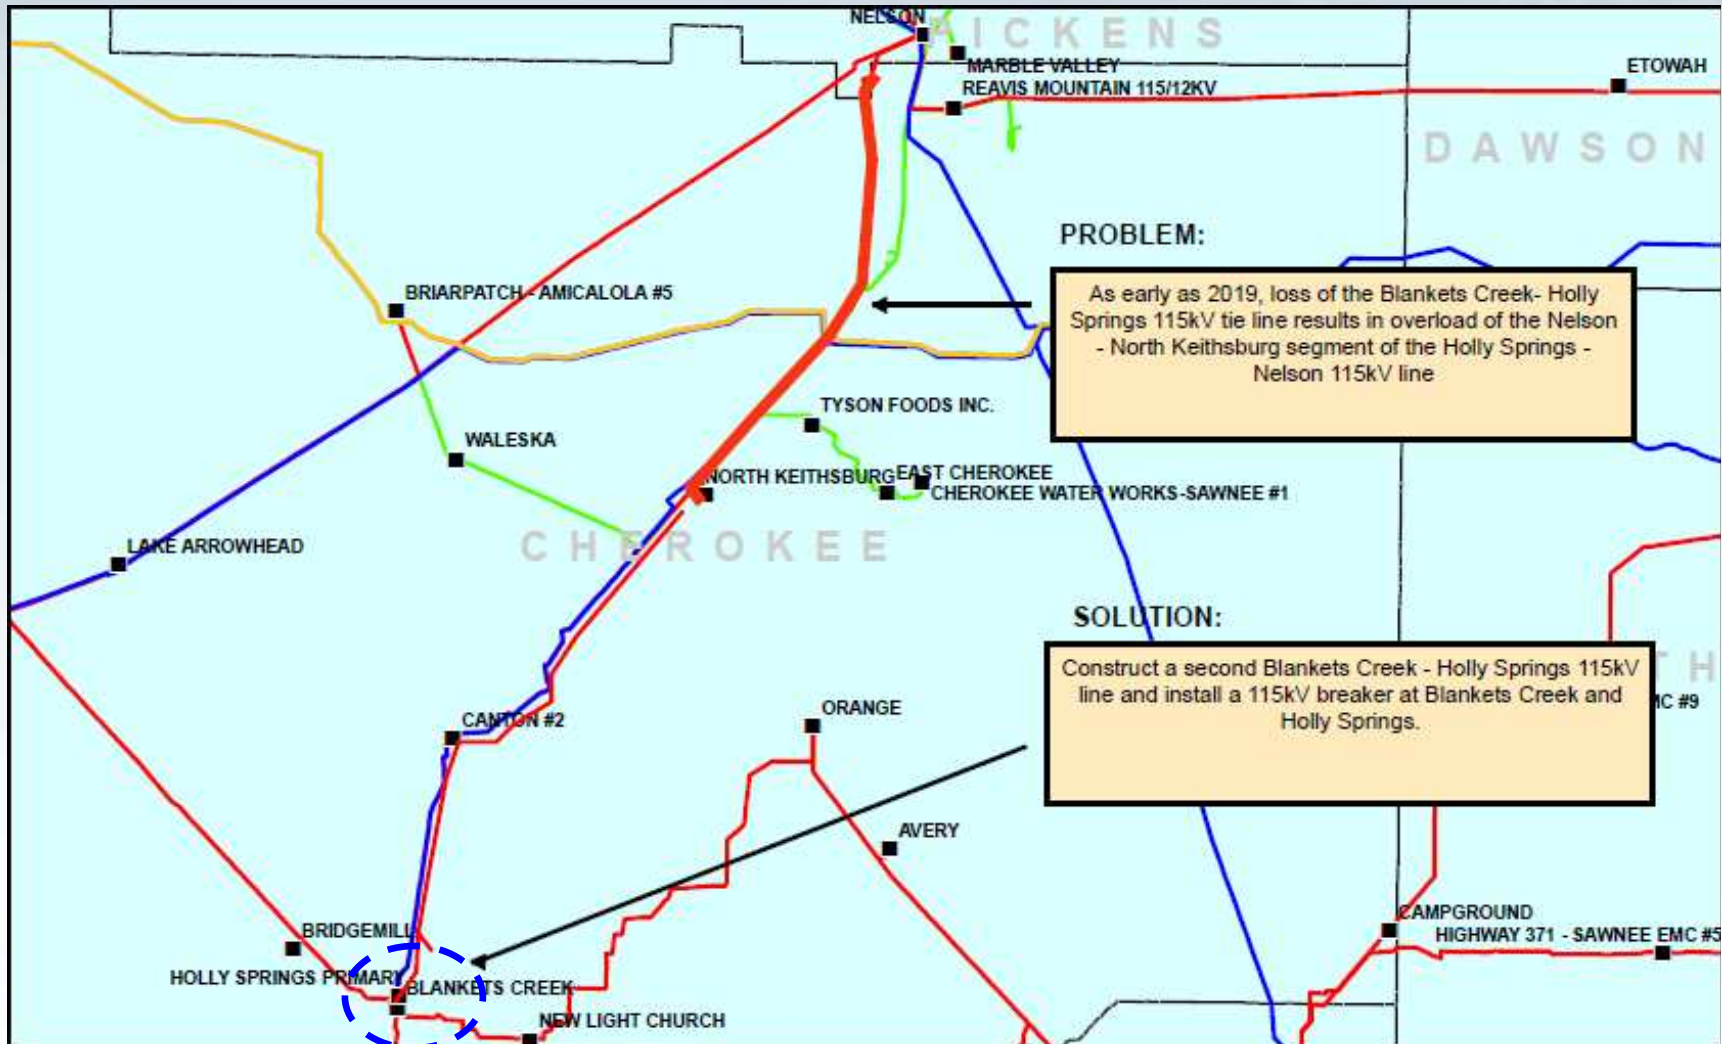 NELSON
PICKENS
MARBLE VALLEY
REAVIS MOUNTAIN 115/12KV
ETOWAH
DAWSON
PROBLEM:
As early as 2019, loss of the Blankets Creek- Holly
Springs 115kV tie line results in overload of the Nelson
- North Keithsburg segment of the Holly Springs -
Nelson 115kV line
BRIARPATCH - AMICALOLA #5
TYSON FOODS INC.
WALESKA
NORTH KEITHSBURG
EAST CHEROKEE
CHEROKEE WATER WORKS-SAWNEE #1
LAKE ARROWHEAD
CHEROKEE
SOLUTION:
Construct a second Blankets Creek - Holly Springs 115kV
line and install a 115kV breaker at Blankets Creek and
Holly Springs.
TH
MC #9
CANTON #2
ORANGE
AVERY
CAMPGROUND
HIGHWAY 371 - SAWNEE EMC #5
BRIDGEMILL
HOLLY SPRINGS PRIMARY
BLANKETS CREEK
NEW LIGHT CHURCH